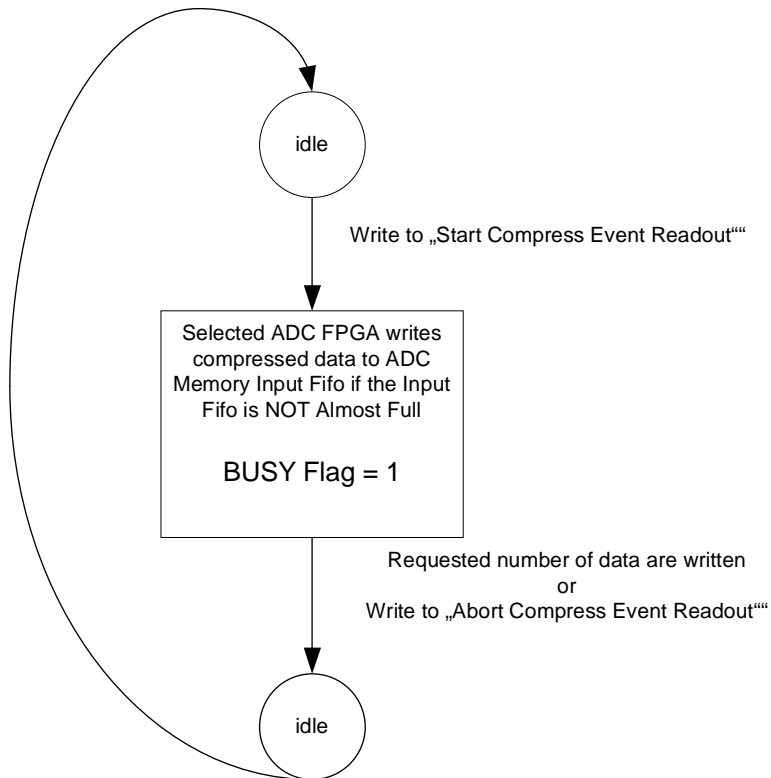 idle
Write to „Start Compress Event Readout““
Selected ADC FPGA writes
compressed data to ADC
Memory Input Fifo if the Input
Fifo is NOT Almost Full
BUSY Flag = 1
Requested number of data are written
or
Write to „Abort Compress Event Readout““
idle